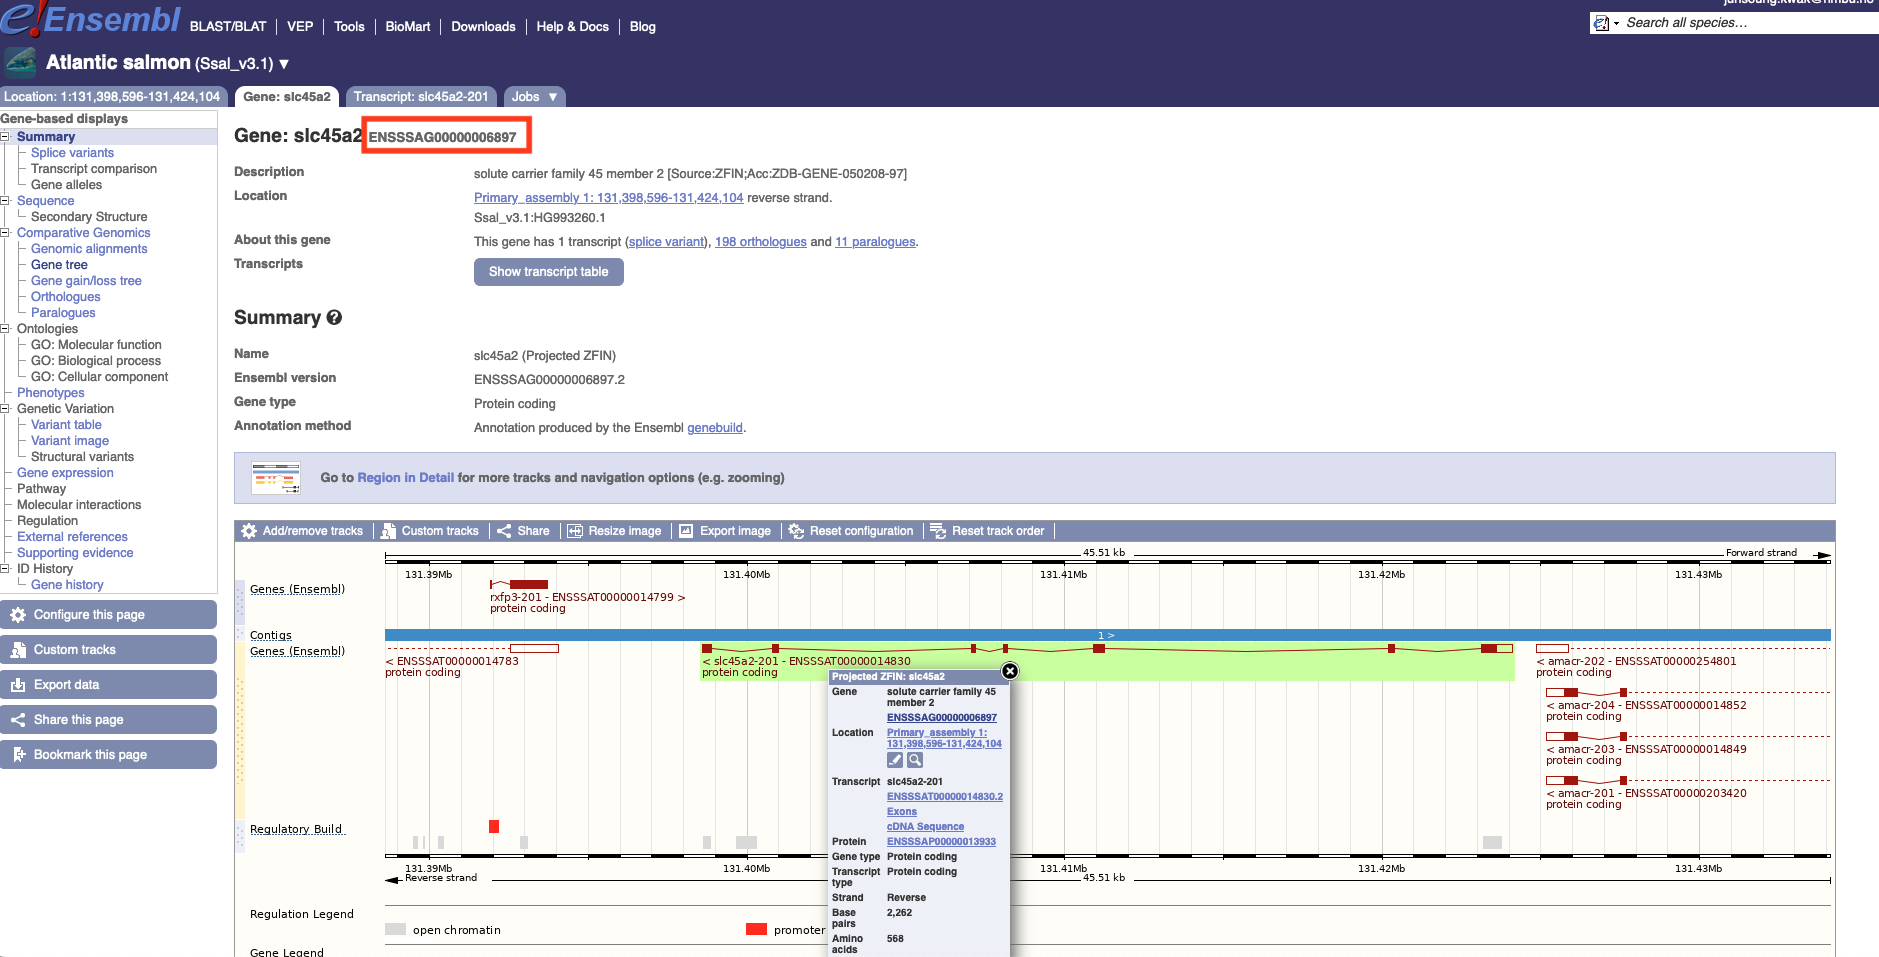 Ensembl
BLAST/BLAT | VEP | Tools | BioMart | Downloads | Help & Docs | Blog
Search all species...
Atlantic salmon (Ssal_v3.1) ▼
Location: 1:131,398,596-131,424,104
Gene: slc45a2
Transcript: slc45a2-201
Jobs ▼
Gene-based displays
Summary
Splice variants
Transcript comparison
Gene alleles
Sequence
Secondary Structure
Comparative Genomics
Genomic alignments
Gene tree
Gene gain/loss tree
Orthologues
Paralogues
Ontologies
GO: Molecular function
GO: Biological process
GO: Cellular component
Phenotypes
Genetic Variation
Variant table
Variant image
Structural variants
Gene expression
Pathway
Molecular interactions
Regulation
External references
Supporting evidence
ID History
Gene history
Configure this page
Custom tracks
Export data
Share this page
Bookmark this page
Gene: slc45a2 ENSSSAG00000006897
Description solute carrier family 45 member 2 [Source:ZFIN;Acc:ZDB-GENE-050208-97]
Location Primary_assembly 1: 131,398,596-131,424,104 reverse strand.
Ssal_v3.1:HG993260.1
About this gene This gene has 1 transcript (splice variant), 198 orthologues and 11 paralogues.
Transcripts Show transcript table
Summary ?
Name slc45a2 (Projected ZFIN)
Ensembl version ENSSSAG00000006897.2
Gene type Protein coding
Annotation method Annotation produced by the Ensembl genebuild.
Go to Region in Detail for more tracks and navigation options (e.g. zooming)
Add/remove tracks | Custom tracks | Share | Resize image | Export image | Reset configuration | Reset track order
45.51 kb Forward strand
131.39Mb 131.40Mb 131.41Mb 131.42Mb 131.43Mb
Genes (Ensembl)
rxfp3-201 - ENSSSAT00000014799 >
protein coding
Contigs 1 >
Genes (Ensembl)
< ENSSSAT00000014783
protein coding
< slc45a2-201 - ENSSSAT00000014830
protein coding
< amacr-202 - ENSSSAT00000254801
protein coding
< amacr-204 - ENSSSAT00000014852
protein coding
< amacr-203 - ENSSSAT00000014849
protein coding
< amacr-201 - ENSSSAT00000203420
protein coding
Projected ZFIN: slc45a2
Gene solute carrier family 45
member 2
ENSSSAG00000006897
Location Primary_assembly 1:
131,398,596-131,424,104
Transcript slc45a2-201
ENSSSAT00000014830.2
Exons
cDNA Sequence
Protein ENSSSAP00000013933
Gene type Protein coding
Transcript type Protein coding
Strand Reverse
Base pairs 2,262
Amino acids 568
Regulatory Build
131.39Mb 131.40Mb 131.41Mb 131.42Mb 131.43Mb
Reverse strand 45.51 kb
Regulation Legend
open chromatin promoter
Gene Legend